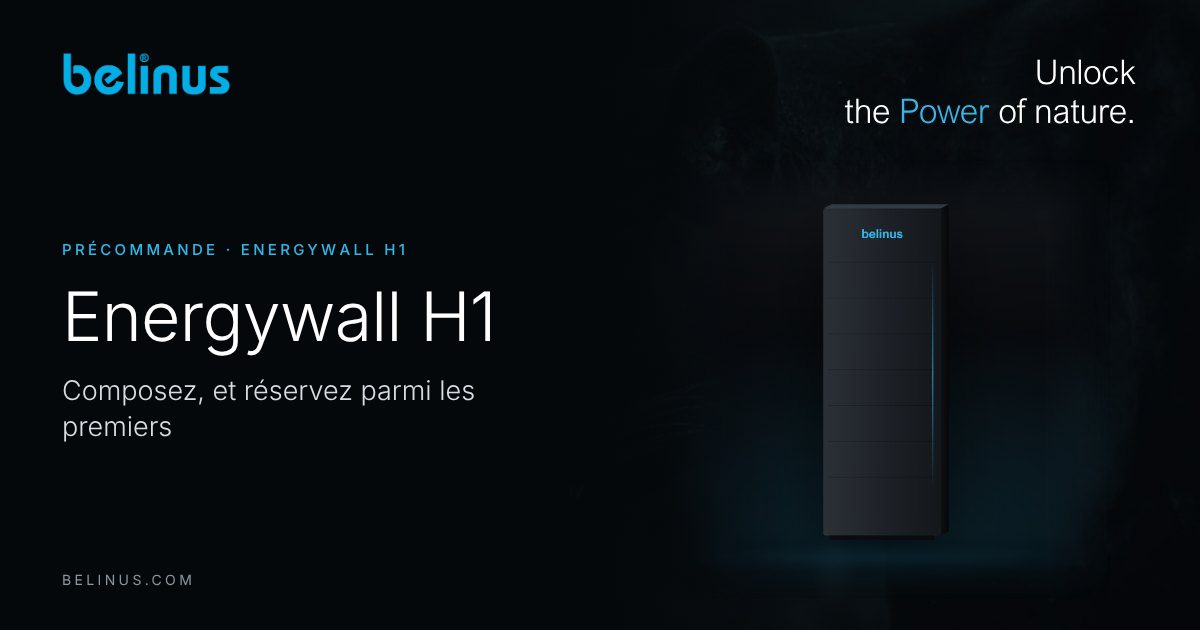 belinus®
Unlock
the Power of nature.
belinus
PRÉCOMMANDE · ENERGYWALL H1
Energywall H1
Composez, et réservez parmi les
premiers
BELINUS.COM